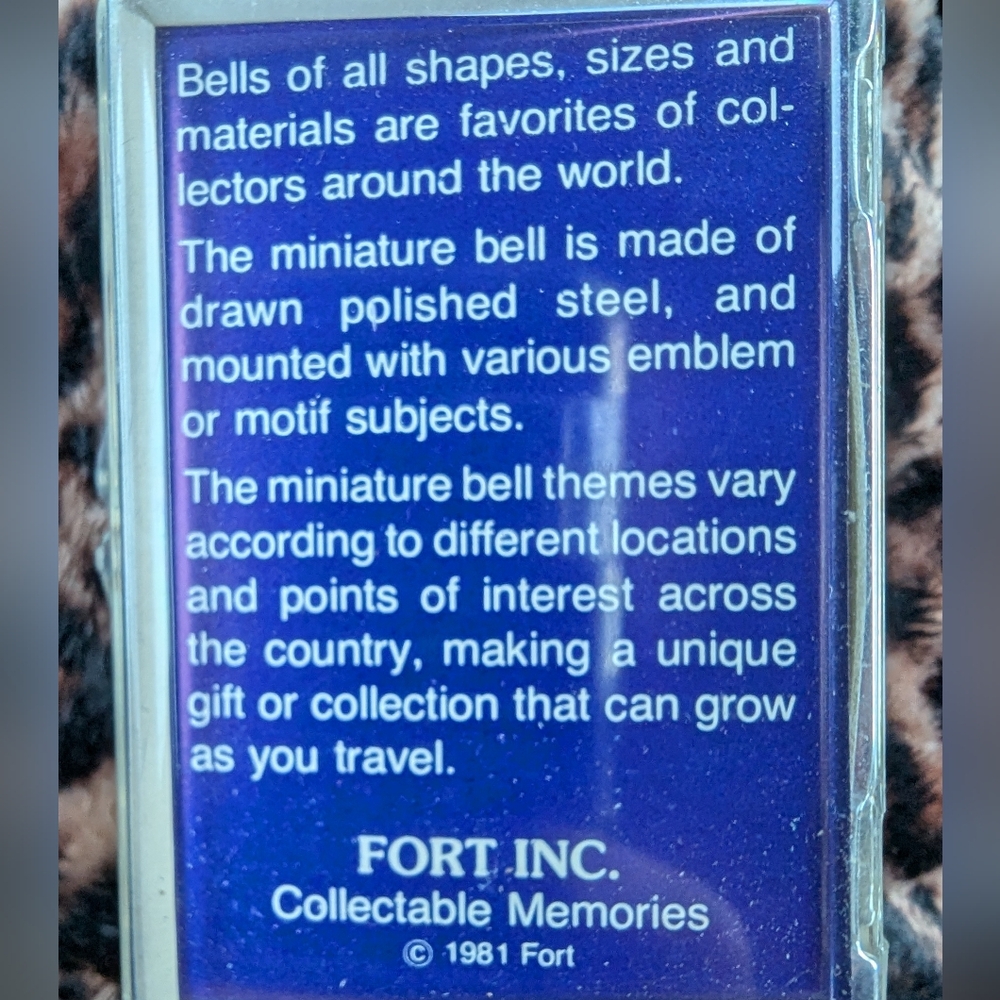 Bells of all shapes, sizes and
materials are favorites of col-
lectors around the world.
The miniature bell is made of
drawn polished steel, and
mounted with various emblem
or motif subjects.
The miniature bell themes vary
according to different locations
and points of interest across
the country, making a unique
gift or collection that can grow
as you travel.
FORT INC.
Collectable Memories
© 1981 Fort